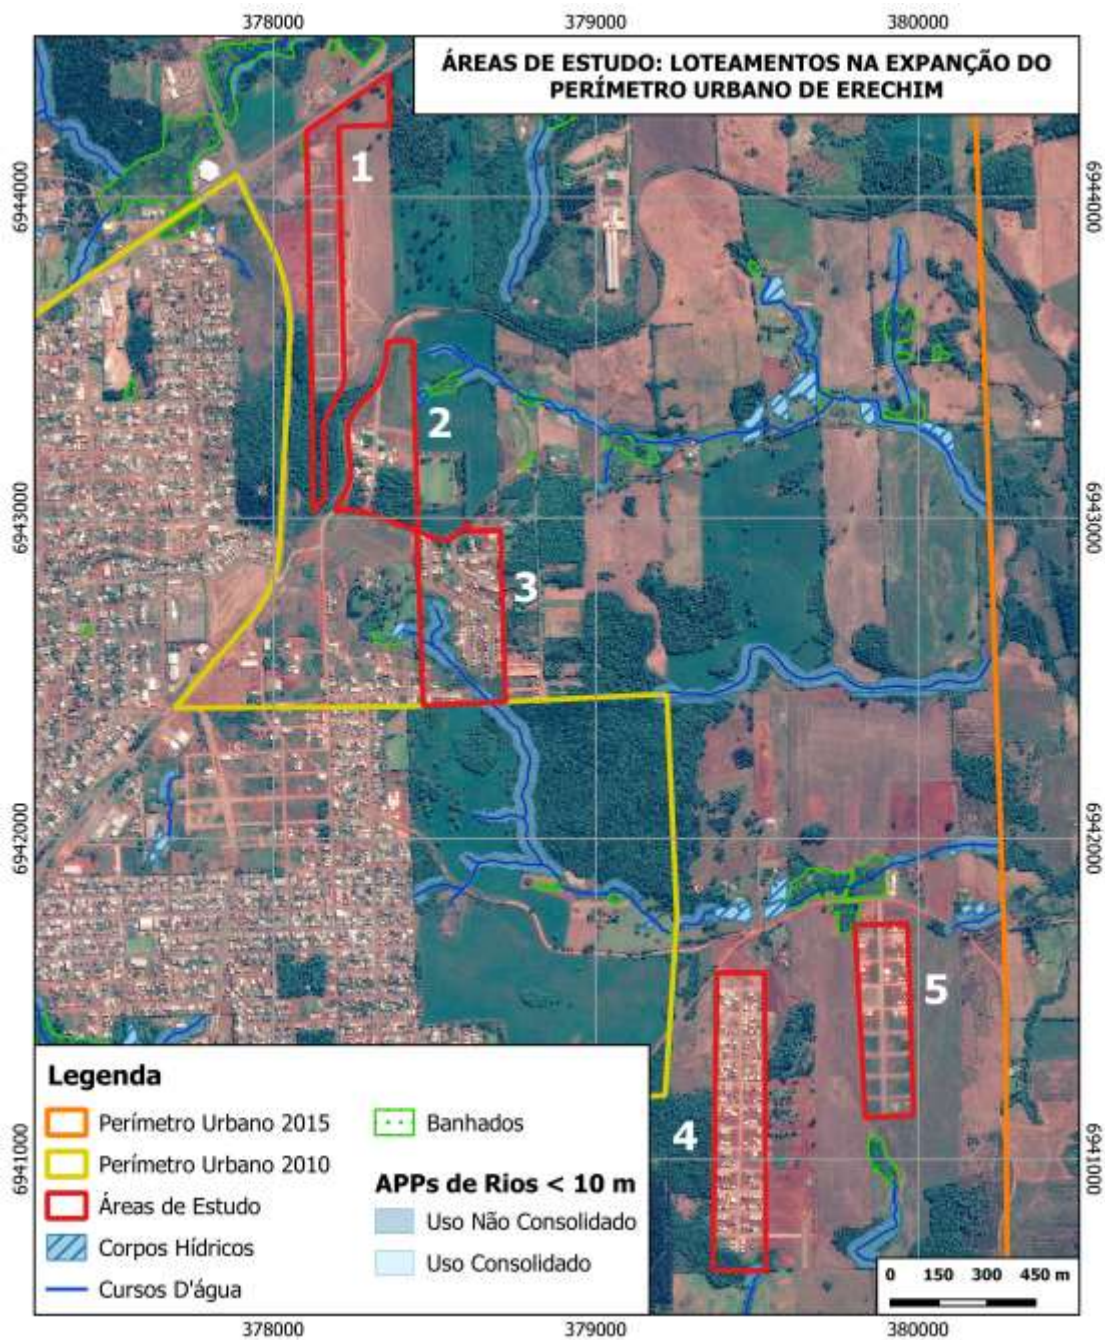 378000
379000
380000
ÁREAS DE ESTUDO: LOTEAMENTOS NA EXPANÇÃO DO
PERÍMETRO URBANO DE ERECHIM
1
6944000
6944000
2
6943000
6943000
3
6942000
6942000
5
4
6941000
6941000
Legenda
Perímetro Urbano 2015
Perímetro Urbano 2010
Áreas de Estudo
Corpos Hídricos
Cursos D'água
Banhados
APPs de Rios < 10 m
Uso Não Consolidado
Uso Consolidado
0 150 300 450 m
378000
379000
380000